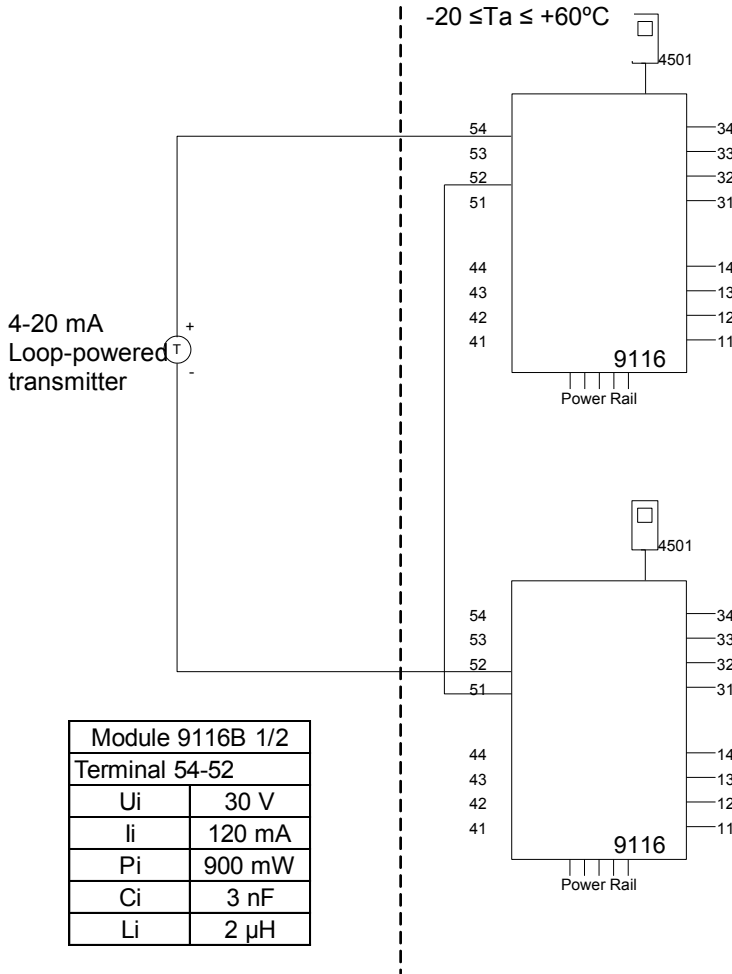 -20 ≤Ta ≤ +60ºC
4501
54
53
52
51
44
43
42
41
34
33
32
31
14
13
12
11
9116
Power Rail
4-20 mA
Loop-powered
transmitter
+
T
-
4501
54
53
52
51
44
43
42
41
34
33
32
31
14
13
12
11
9116
Power Rail
Module 9116B 1/2
Terminal 54-52
Ui 30 V
Ii 120 mA
Pi 900 mW
Ci 3 nF
Li 2 µH